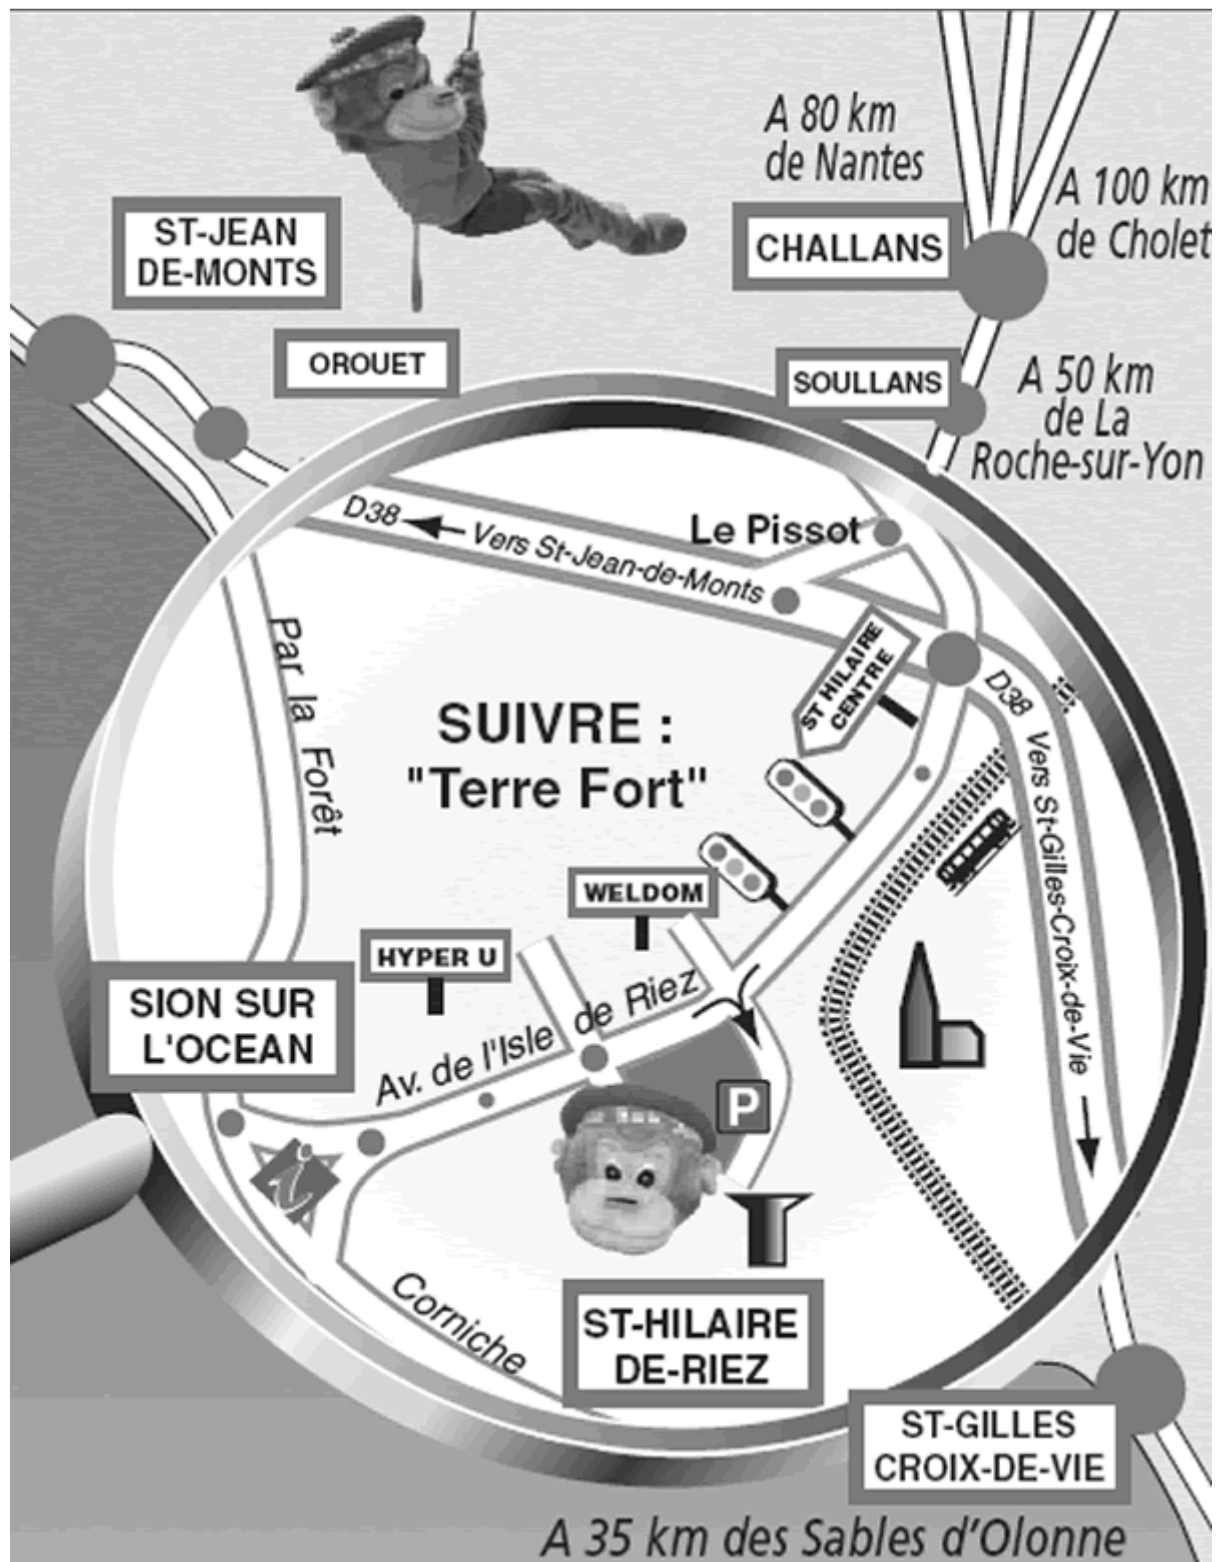 A 80 km
de Nantes
A 100 km
de Cholet
ST-JEAN
DE-MONTS
CHALLANS
OROUET
SOULLANS
A 50 km
de La
Roche-sur-Yon
D38
Vers St-Jean-de-Monts
Le Pissot
ST HILAIRE
CENTRE
D38 Vers St-Gilles-Croix-de-Vie
Par la Forêt
SUIVRE :
"Terre Fort"
WELDOM
HYPER U
SION SUR
L'OCEAN
Av. de l'Isle de Riez
P
i
Corniche
ST-HILAIRE
DE-RIEZ
ST-GILLES
CROIX-DE-VIE
A 35 km des Sables d'Olonne